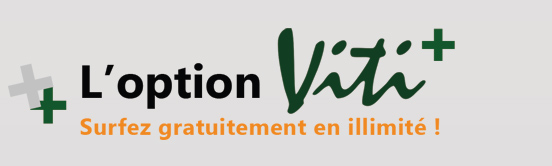 L'option Viti+
Surfez gratuitement en illimité !